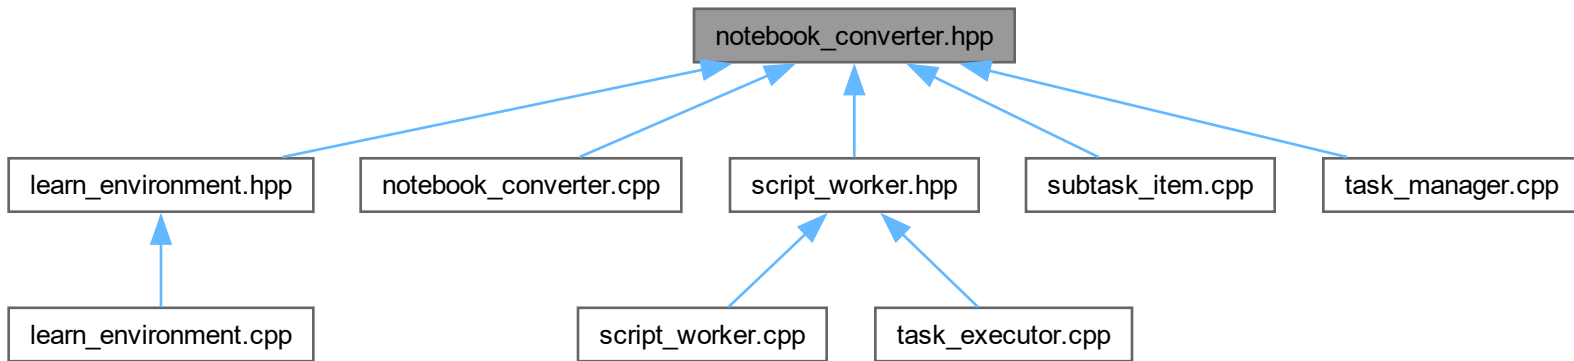 notebook_converter.hpp
learn_environment.hpp
notebook_converter.cpp
script_worker.hpp
subtask_item.cpp
task_manager.cpp
learn_environment.cpp
script_worker.cpp
task_executor.cpp